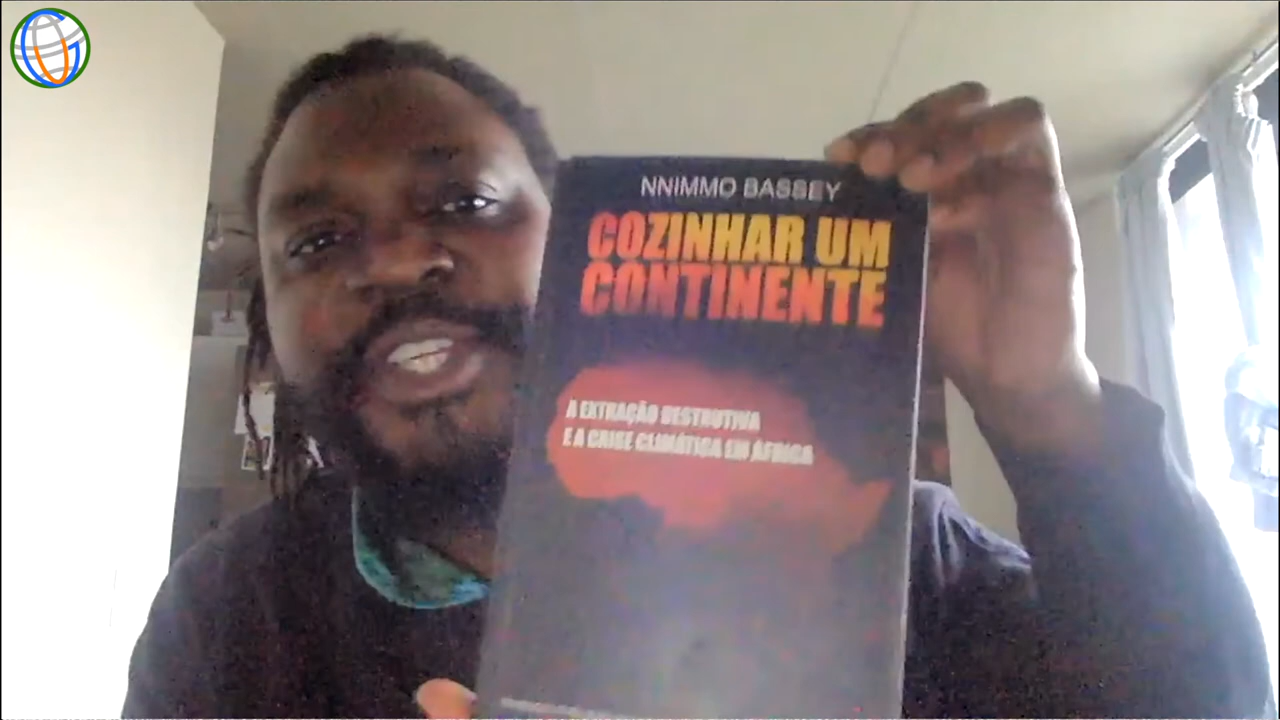 NNIMMO BASSEY
COZINHAR UM
CONTINENTE
A EXTRAÇÃO DESTRUTIVA
E A CRISE CLIMÁTICA EM ÁFRICA